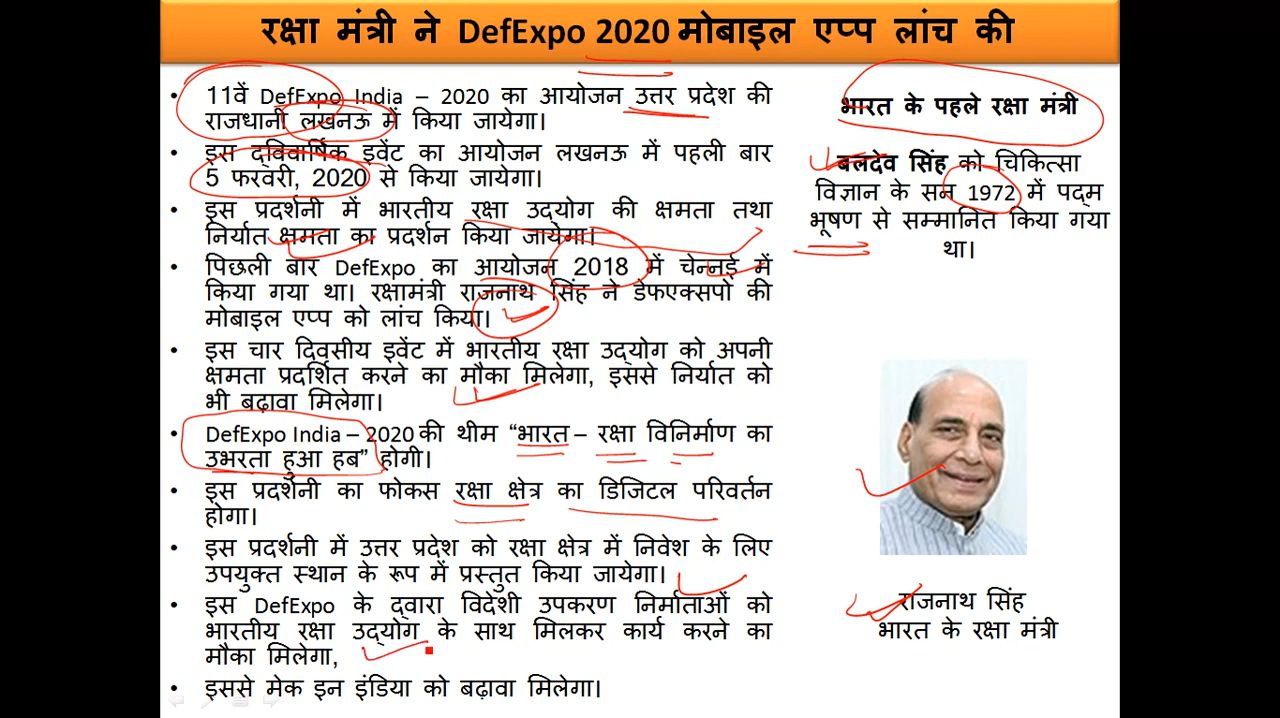 रक्षा मंत्री ने DefExpo 2020 मोबाइल एप्प लांच की
• 11वें DefExpo India – 2020 का आयोजन उत्तर प्रदेश की
राजधानी लखनऊ में किया जायेगा।
• इस द्विवार्षिक इवेंट का आयोजन लखनऊ में पहली बार
5 फरवरी, 2020 से किया जायेगा।
• इस प्रदर्शनी में भारतीय रक्षा उद्योग की क्षमता तथा
निर्यात क्षमता का प्रदर्शन किया जायेगा।
• पिछली बार DefExpo का आयोजन 2018 में चेन्नई में
किया गया था। रक्षामंत्री राजनाथ सिंह ने डेफएक्सपो की
मोबाइल एप्प को लांच किया।
• इस चार दिवसीय इवेंट में भारतीय रक्षा उद्योग को अपनी
क्षमता प्रदर्शित करने का मौका मिलेगा, इससे निर्यात को
भी बढ़ावा मिलेगा।
• DefExpo India – 2020 की थीम “भारत – रक्षा विनिर्माण का
उभरता हुआ हब” होगी।
• इस प्रदर्शनी का फोकस रक्षा क्षेत्र का डिजिटल परिवर्तन
होगा।
• इस प्रदर्शनी में उत्तर प्रदेश को रक्षा क्षेत्र में निवेश के लिए
उपयुक्त स्थान के रूप में प्रस्तुत किया जायेगा।
• इस DefExpo के द्वारा विदेशी उपकरण निर्माताओं को
भारतीय रक्षा उद्योग के साथ मिलकर कार्य करने का
मौका मिलेगा,
• इससे मेक इन इंडिया को बढ़ावा मिलेगा।
भारत के पहले रक्षा मंत्री
बलदेव सिंह को चिकित्सा
विज्ञान के सन 1972 में पद्म
भूषण से सम्मानित किया गया
था।
राजनाथ सिंह
भारत के रक्षा मंत्री